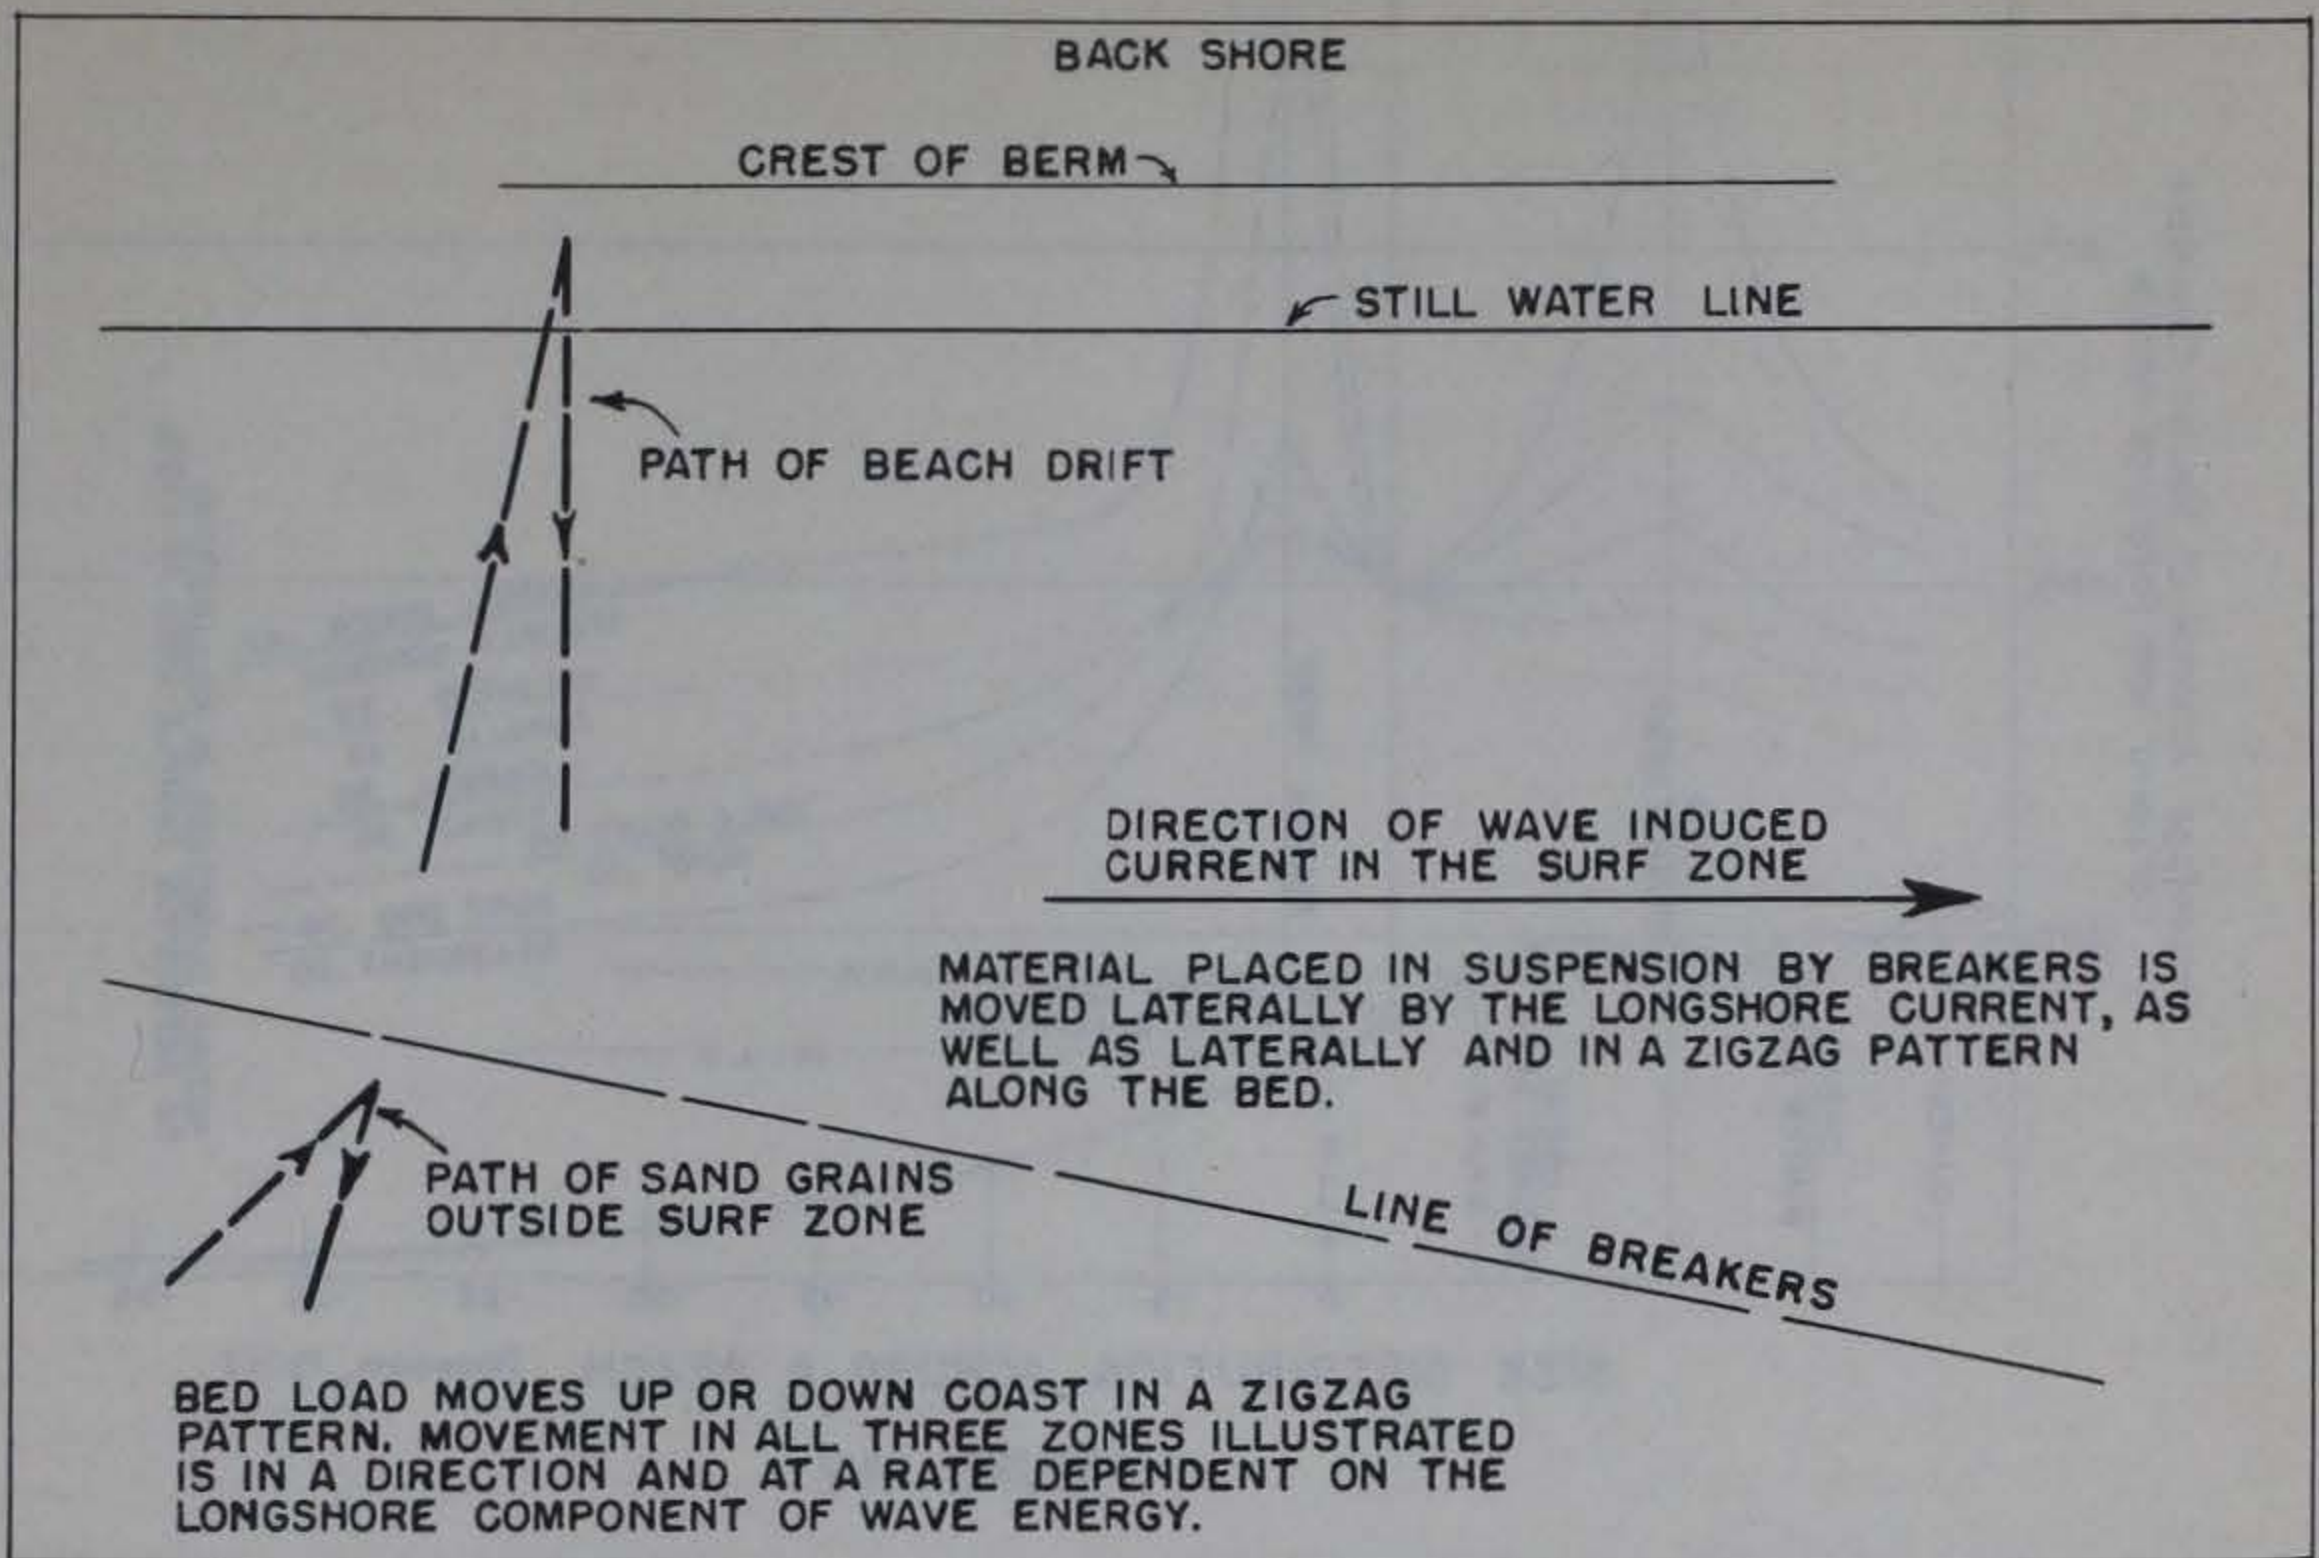 BACK SHORE
CREST OF BERM
STILL WATER LINE
PATH OF BEACH DRIFT
DIRECTION OF WAVE INDUCED
CURRENT IN THE SURF ZONE
MATERIAL PLACED IN SUSPENSION BY BREAKERS IS
MOVED LATERALLY BY THE LONGSHORE CURRENT, AS
WELL AS LATERALLY AND IN A ZIGZAG PATTERN
ALONG THE BED.
PATH OF SAND GRAINS
OUTSIDE SURF ZONE
LINE OF BREAKERS
BED LOAD MOVES UP OR DOWN COAST IN A ZIGZAG
PATTERN. MOVEMENT IN ALL THREE ZONES ILLUSTRATED
IS IN A DIRECTION AND AT A RATE DEPENDENT ON THE
LONGSHORE COMPONENT OF WAVE ENERGY.